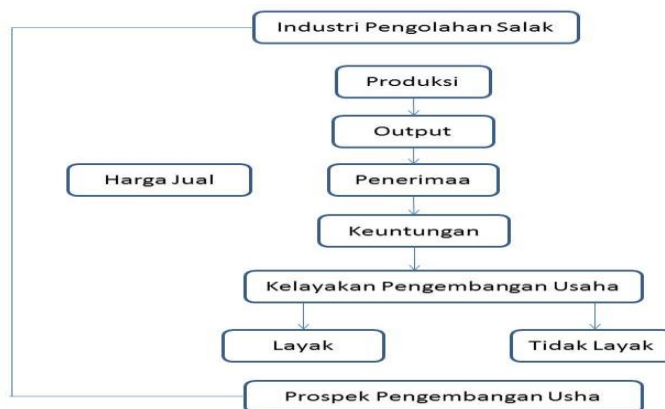 Industri Pengolahan Salak
Produksi
Output
Harga Jual
Penerimaa
Keuntungan
Kelayakan Pengembangan Usaha
Layak
Tidak Layak
Prospek Pengembangan Usha